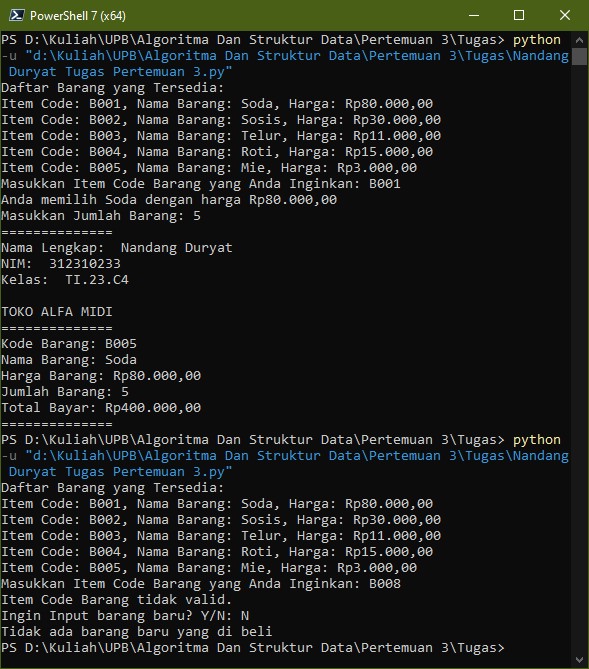 PowerShell 7 (x64)
PS D:\Kuliah\UPB\Algoritma Dan Struktur Data\Pertemuan 3\Tugas> python
-u "d:\Kuliah\UPB\Algoritma Dan Struktur Data\Pertemuan 3\Tugas\Nandang
Duryat Tugas Pertemuan 3.py"
Daftar Barang yang Tersedia:
Item Code: B001, Nama Barang: Soda, Harga: Rp80.000,00
Item Code: B002, Nama Barang: Sosis, Harga: Rp30.000,00
Item Code: B003, Nama Barang: Telur, Harga: Rp11.000,00
Item Code: B004, Nama Barang: Roti, Harga: Rp15.000,00
Item Code: B005, Nama Barang: Mie, Harga: Rp3.000,00
Masukkan Item Code Barang yang Anda Inginkan: B001
Anda memilih Soda dengan harga Rp80.000,00
Masukkan Jumlah Barang: 5
==============
Nama Lengkap:  Nandang Duryat
NIM:  312310233
Kelas:  TI.23.C4

TOKO ALFA MIDI
==============
Kode Barang: B005
Nama Barang: Soda
Harga Barang: Rp80.000,00
Jumlah Barang: 5
Total Bayar: Rp400.000,00
==============
PS D:\Kuliah\UPB\Algoritma Dan Struktur Data\Pertemuan 3\Tugas> python
-u "d:\Kuliah\UPB\Algoritma Dan Struktur Data\Pertemuan 3\Tugas\Nandang
Duryat Tugas Pertemuan 3.py"
Daftar Barang yang Tersedia:
Item Code: B001, Nama Barang: Soda, Harga: Rp80.000,00
Item Code: B002, Nama Barang: Sosis, Harga: Rp30.000,00
Item Code: B003, Nama Barang: Telur, Harga: Rp11.000,00
Item Code: B004, Nama Barang: Roti, Harga: Rp15.000,00
Item Code: B005, Nama Barang: Mie, Harga: Rp3.000,00
Masukkan Item Code Barang yang Anda Inginkan: B008
Item Code Barang tidak valid.
Ingin Input barang baru? Y/N: N
Tidak ada barang baru yang di beli
PS D:\Kuliah\UPB\Algoritma Dan Struktur Data\Pertemuan 3\Tugas>